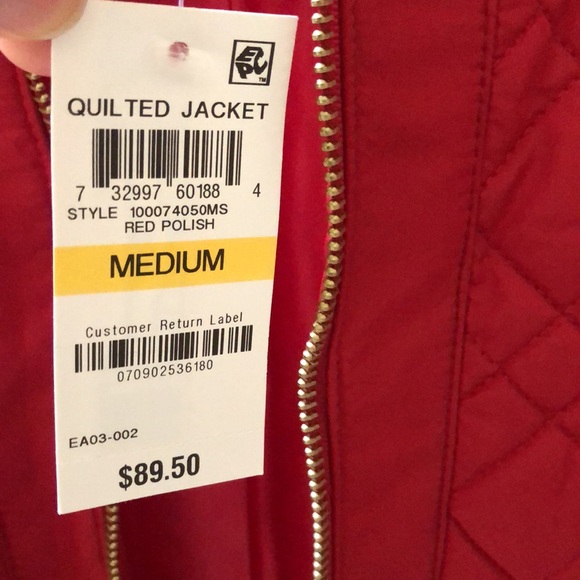 EPC™
QUILTED JACKET
7 32997 60188 4
STYLE 100074050MS
RED POLISH
MEDIUM
Customer Return Label
070902536180
EA03-002
$89.50